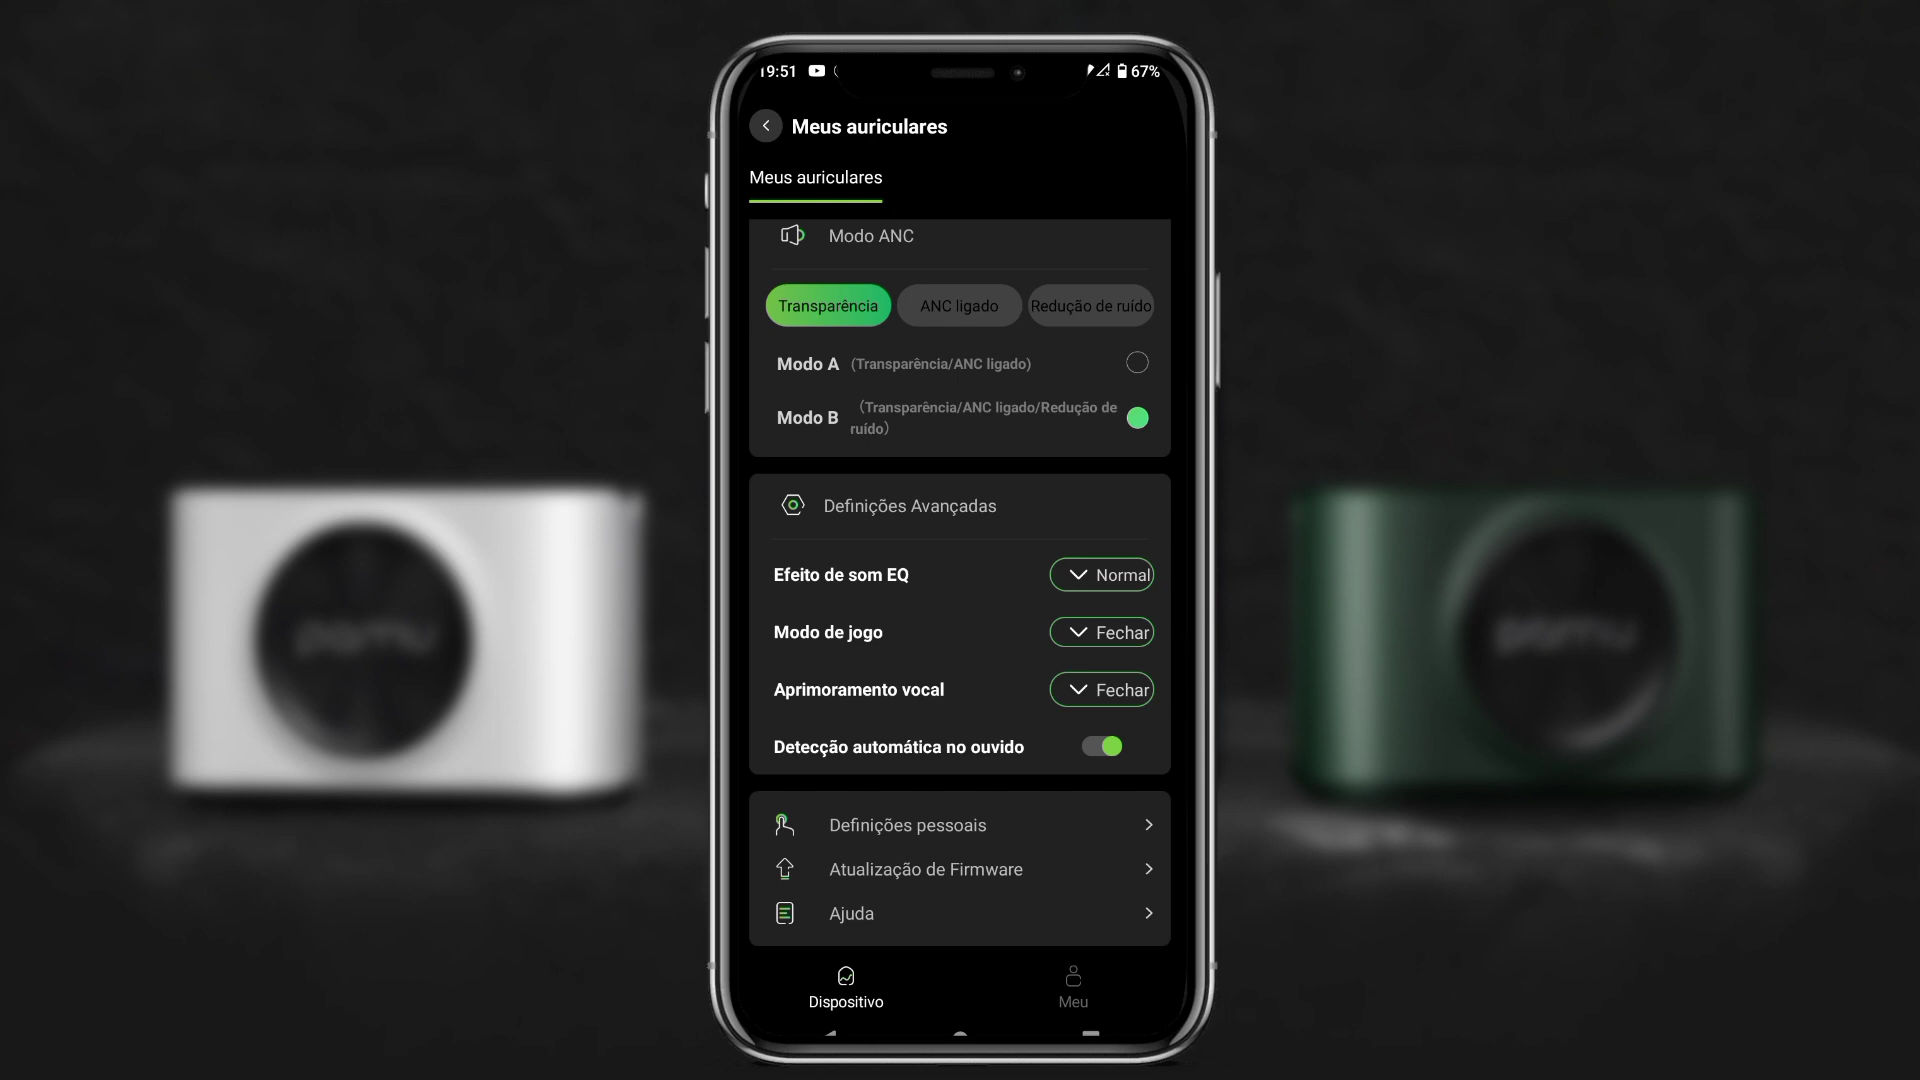 19:51
67%
Meus auriculares
Meus auriculares
Modo ANC
Transparência
ANC ligado
Redução de ruído
Modo A (Transparência/ANC ligado)
Modo B (Transparência/ANC ligado/Redução de
ruído)
Definições Avançadas
Efeito de som EQ
Normal
Modo de jogo
Fechar
Aprimoramento vocal
Fechar
Detecção automática no ouvido
Definições pessoais
Atualização de Firmware
Ajuda
Dispositivo
Meu
pamu
pamu